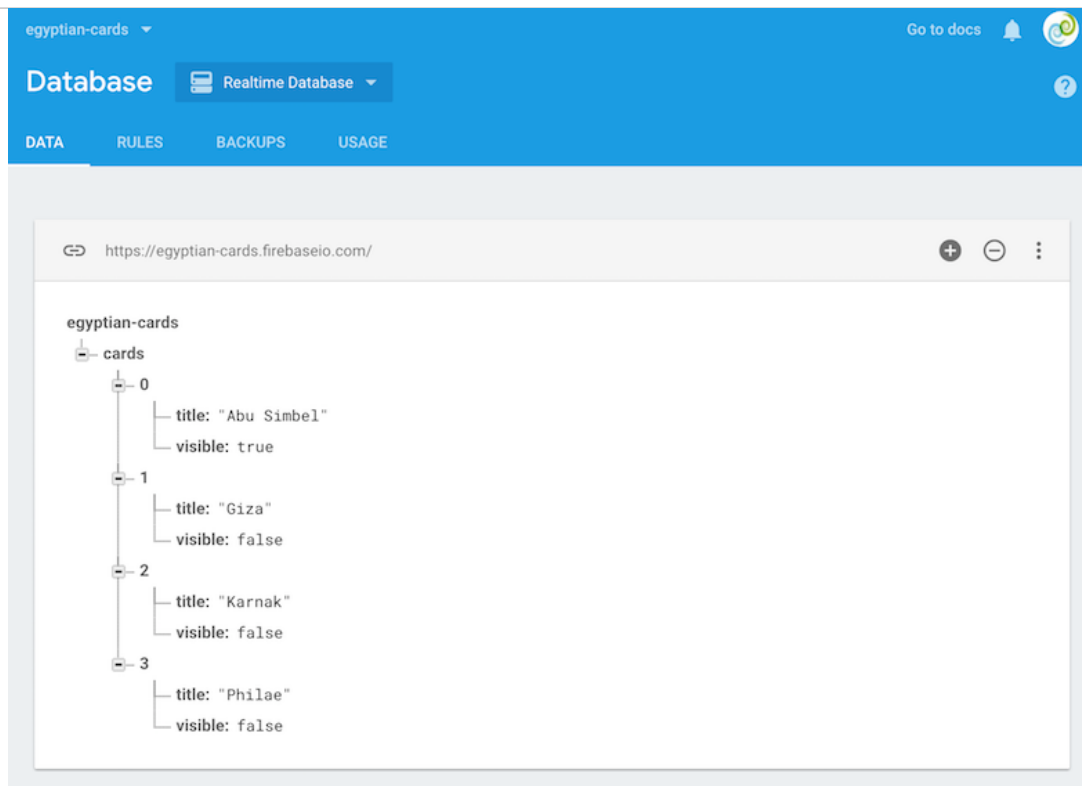 egyptian-cards
Go to docs
Database
Realtime Database
DATA RULES BACKUPS USAGE
https://egyptian-cards.firebaseio.com/
egyptian-cards
cards
0
title: "Abu Simbel"
visible: true
1
title: "Giza"
visible: false
2
title: "Karnak"
visible: false
3
title: "Philae"
visible: false